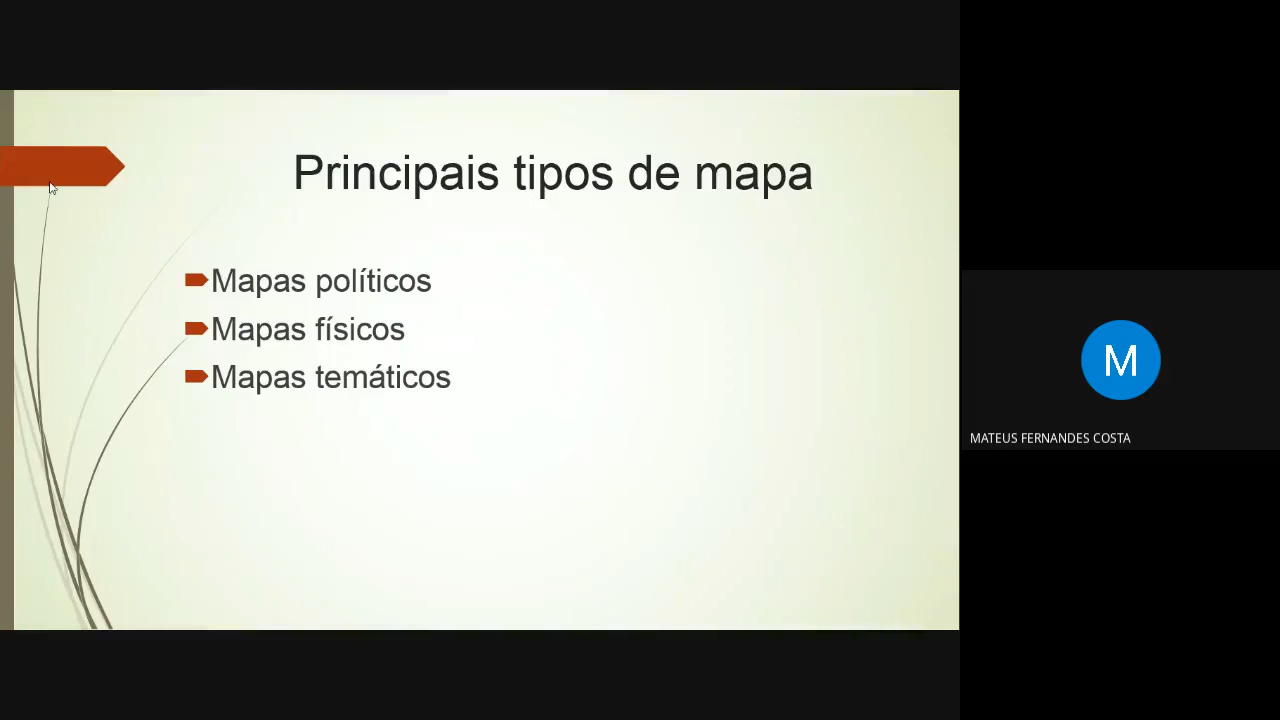 Principais tipos de mapa
Mapas políticos
Mapas físicos
Mapas temáticos
M
MATEUS FERNANDES COSTA